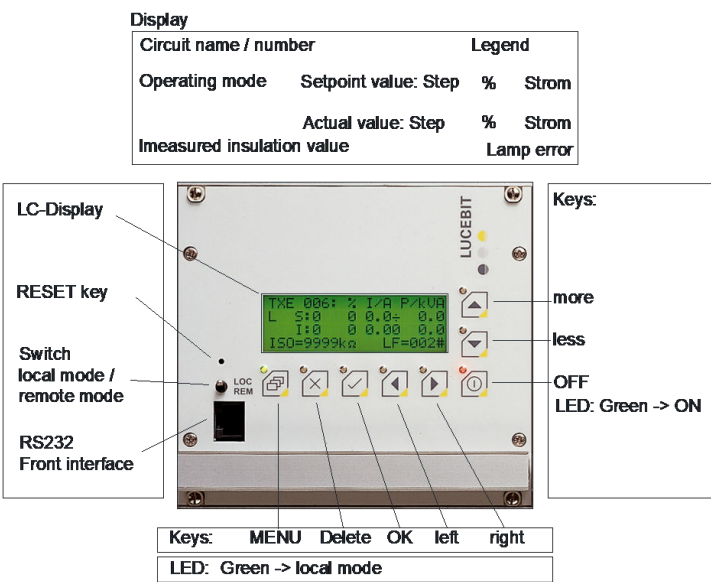 Display
Circuit name / number Legend
Operating mode Setpoint value: Step % Strom
Actual value: Step % Strom
Imeasured insulation value Lamp error
LC-Display
RESET key
Switch
local mode /
remote mode
RS232
Front interface
LUCEBIT
TXE 006: % I/A P/kVA
L S:0 0 0.0÷ 0.0
I:0 0 0.00 0.0
ISO=9999kΩ LF=002#
LOC
REM
Keys:
more
less
OFF
LED: Green -> ON
Keys: MENU Delete OK left right
LED: Green -> local mode